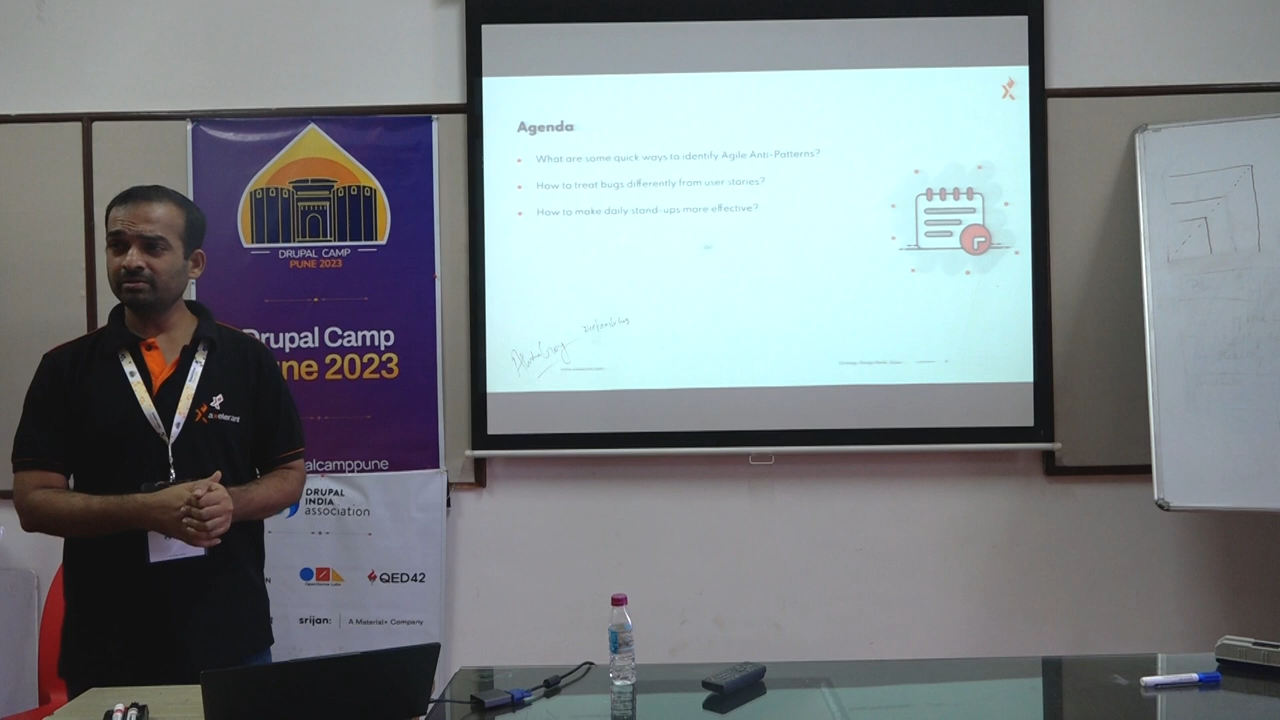 Agenda
What are some quick ways to identify Agile Anti-Patterns?
How to treat bugs differently from user stories?
How to make daily stand-ups more effective?
DRUPAL CAMP
PUNE 2023
Drupal Camp
Pune 2023
alcamppune
DRUPAL
INDIA
association
QED42
srijan:
A Material+ Company
axelerant